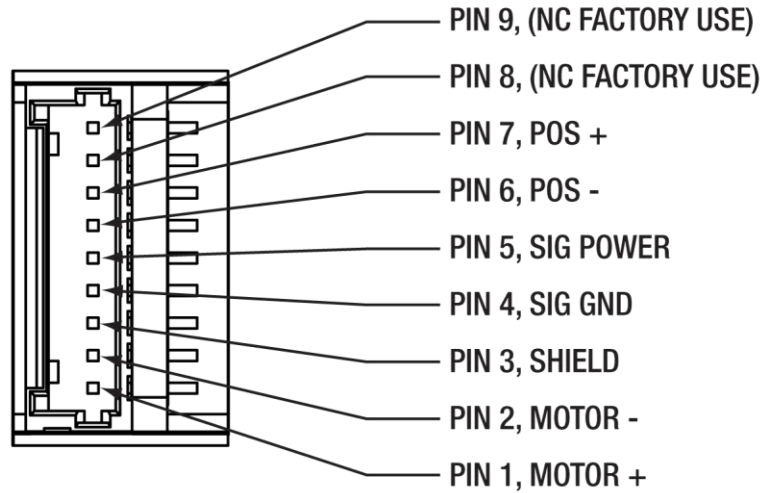 PIN 9, (NC FACTORY USE)
PIN 8, (NC FACTORY USE)
PIN 7, POS +
PIN 6, POS -
PIN 5, SIG POWER
PIN 4, SIG GND
PIN 3, SHIELD
PIN 2, MOTOR -
PIN 1, MOTOR +